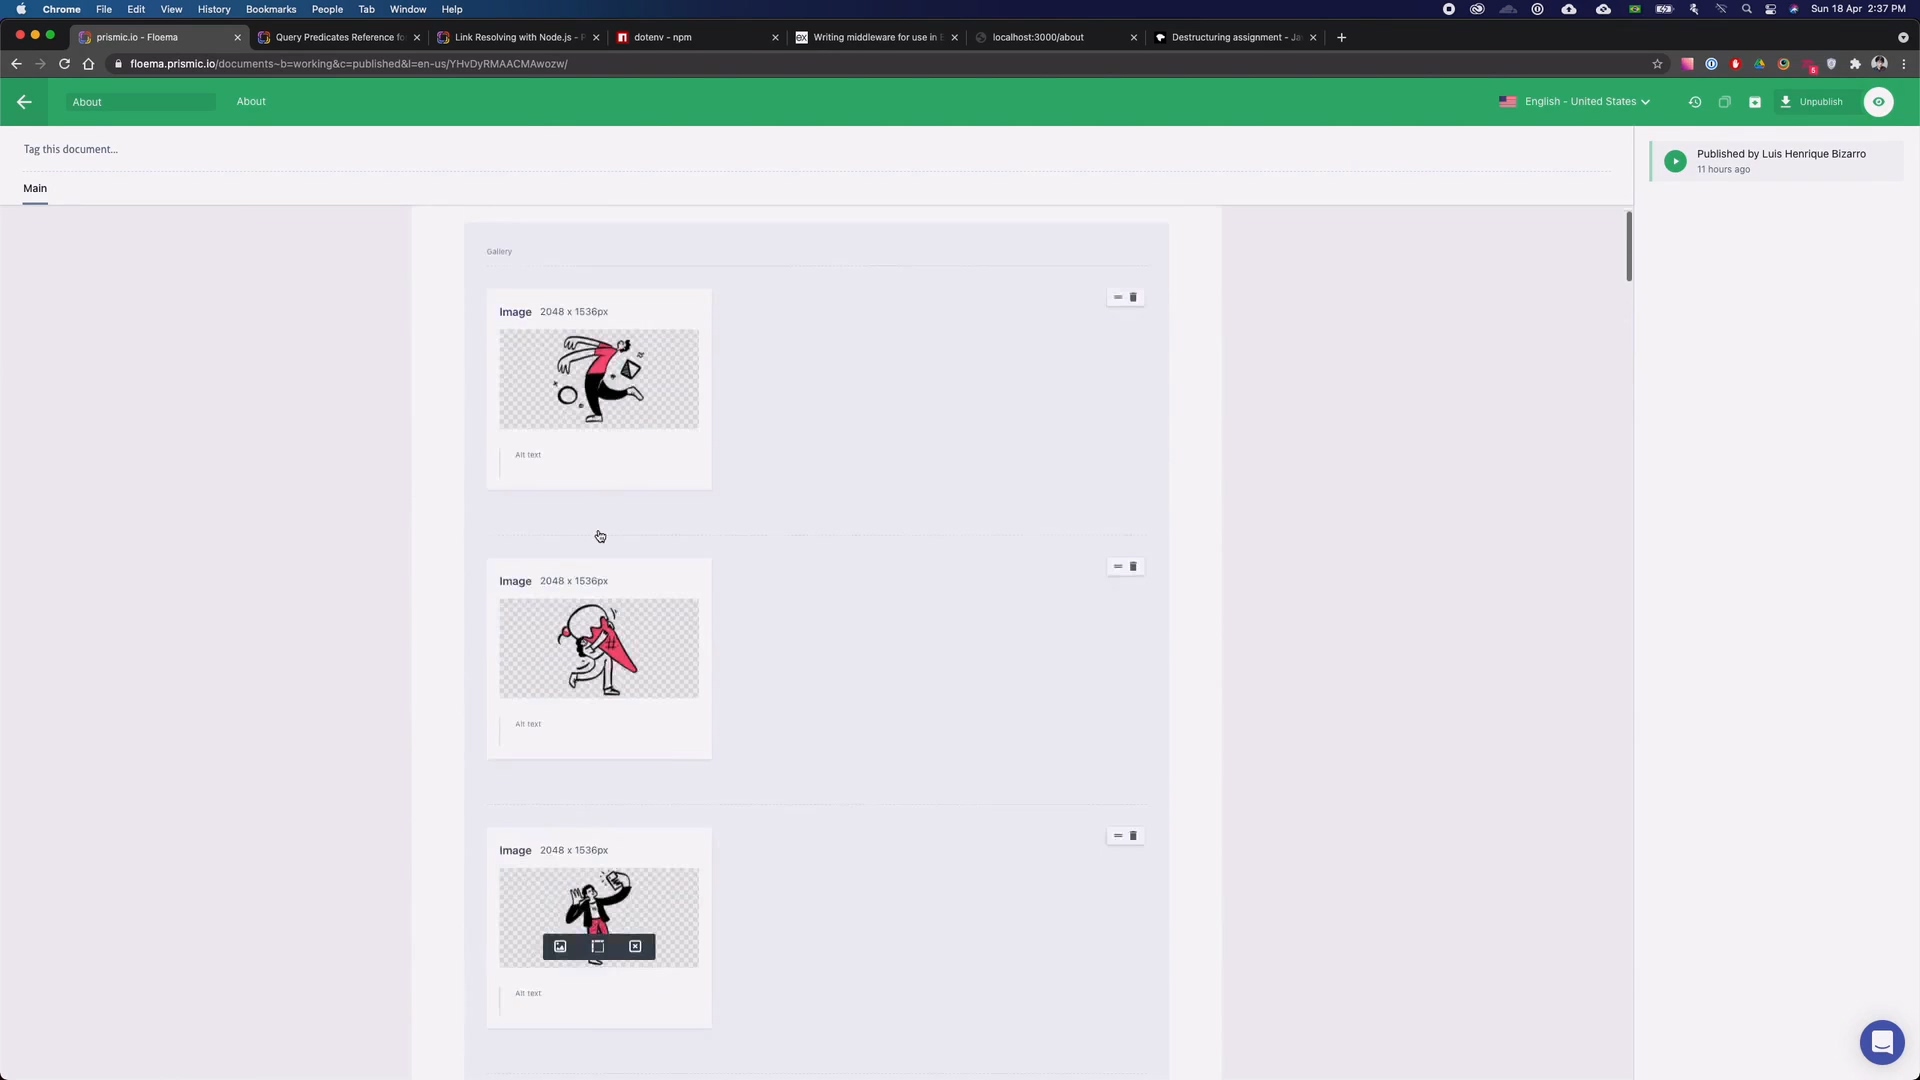 Chrome File Edit View History Bookmarks People Tab Window Help
Sun 18 Apr 2:37 PM
prismic.io - Floema
Query Predicates Reference fo
Link Resolving with Node.js - P
dotenv - npm
Writing middleware for use in E
localhost:3000/about
Destructuring assignment - Ja
floema.prismic.io/documents~b=working&c=published&l=en-us/YHvDyRMAACMAwozw/
6
About
About
English - United States
Unpublish
Tag this document...
Published by Luis Henrique Bizarro
11 hours ago
Main
Gallery
Image 2048 x 1536px
Alt text
Image 2048 x 1536px
Alt text
Image 2048 x 1536px
Alt text